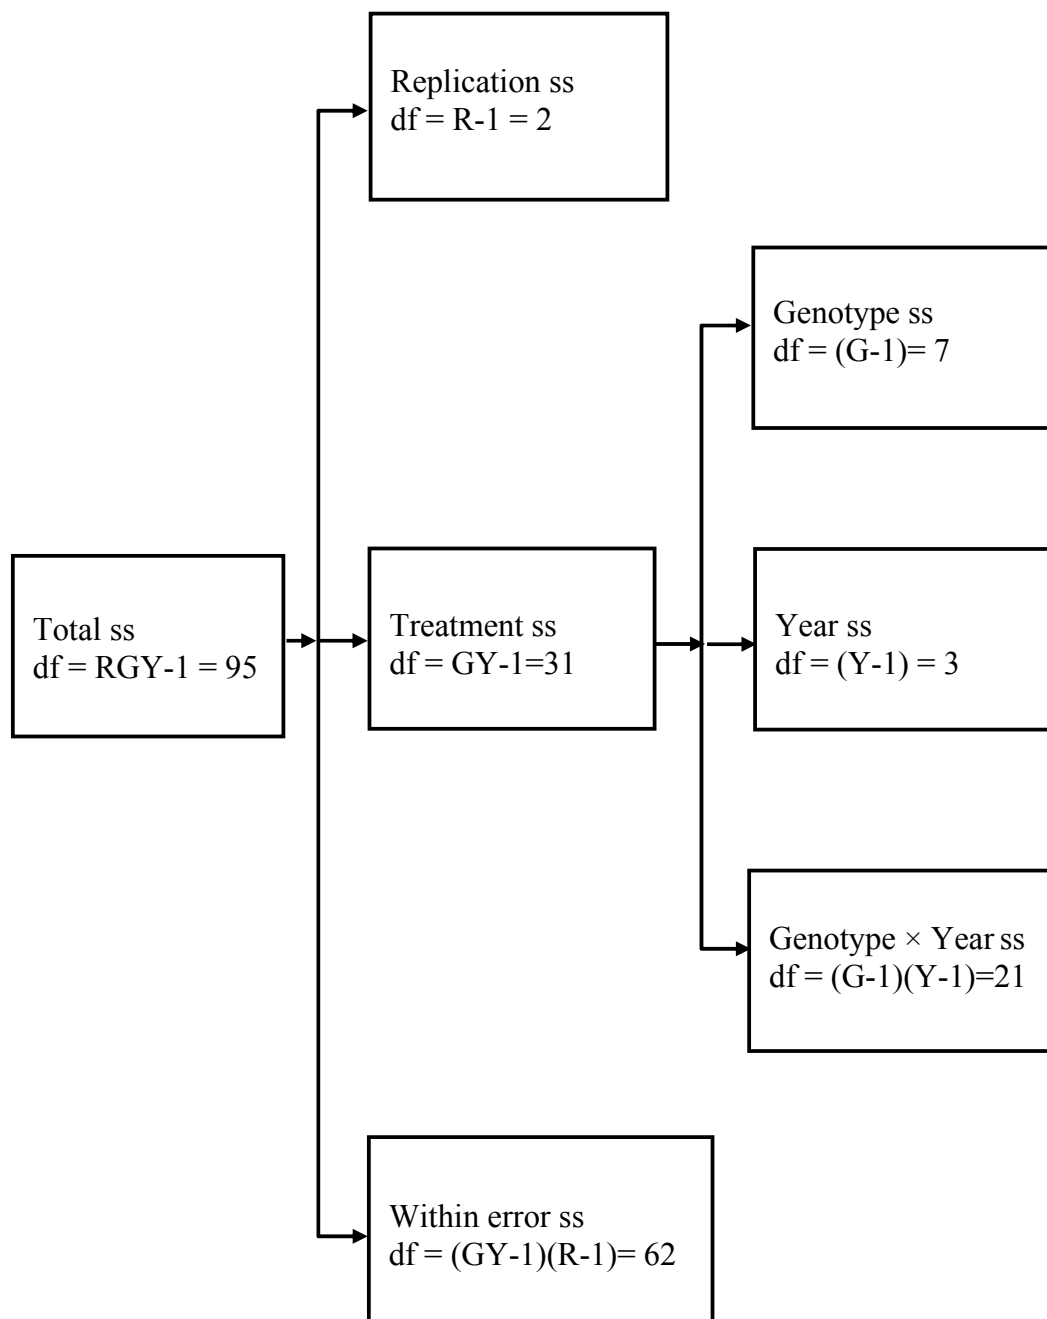 Replication ss
df = R-1 = 2
Genotype ss
df = (G-1)= 7
Total ss
df = RGY-1 = 95
Treatment ss
df = GY-1=31
Year ss
df = (Y-1) = 3
Genotype × Year ss
df = (G-1)(Y-1)=21
Within error ss
df = (GY-1)(R-1)= 62